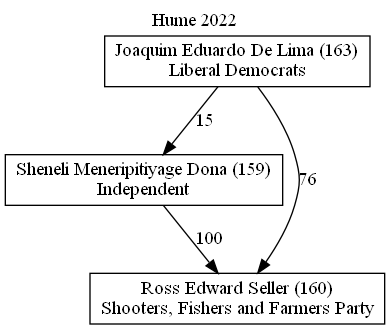 Hume 2022
Joaquim Eduardo De Lima (163)
Liberal Democrats
15
Sheneli Meneripitiyage Dona (159)
Independent
76
100
Ross Edward Seller (160)
Shooters, Fishers and Farmers Party